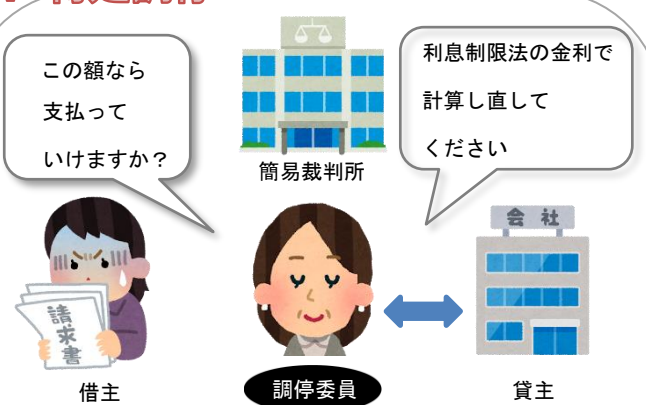 この額なら
支払って
いけますか？
利息制限法の金利で
計算し直して
ください
簡易裁判所
会社
請求書
借主
調停委員
貸主